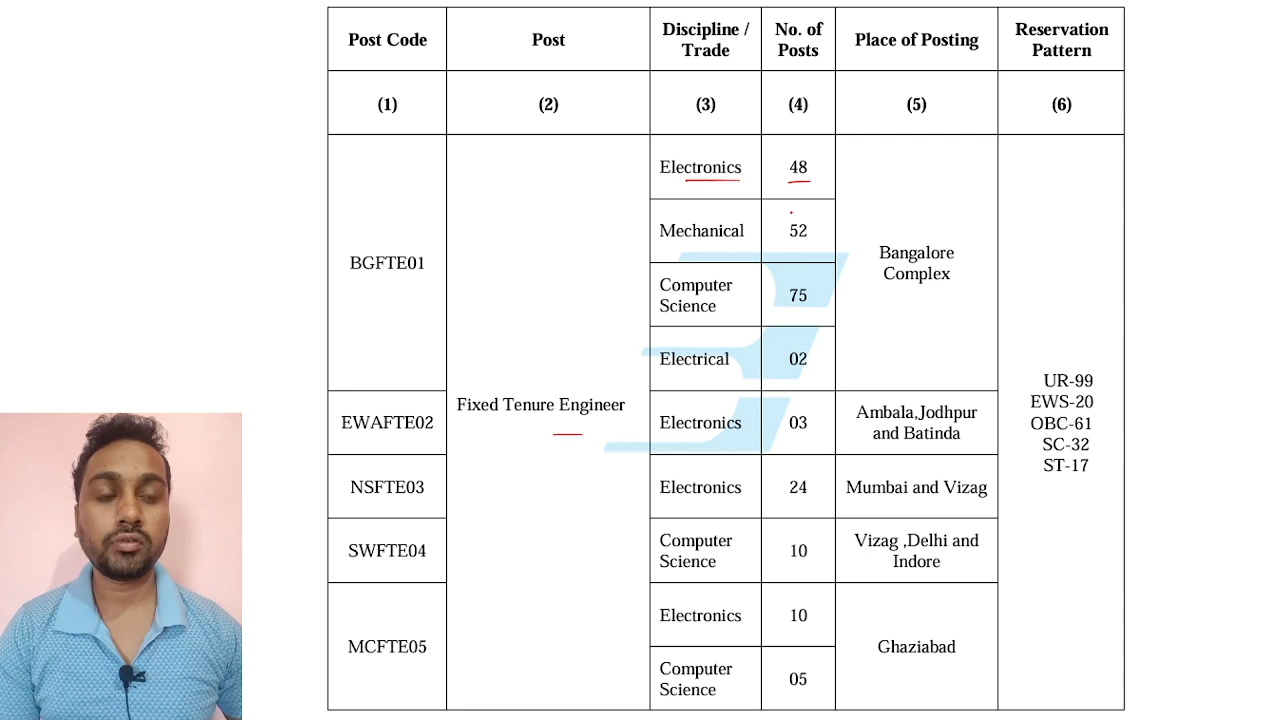 Post Code
Post
Discipline /
Trade
No. of
Posts
Place of Posting
Reservation
Pattern
(1)
(2)
(3)
(4)
(5)
(6)
BGFTE01
Fixed Tenure Engineer
Electronics
48
Mechanical
52
Computer
Science
75
Electrical
02
Bangalore
Complex
UR-99
EWS-20
OBC-61
SC-32
ST-17
EWAFTE02
Electronics
03
Ambala,Jodhpur
and Batinda
NSFTE03
Electronics
24
Mumbai and Vizag
SWFTE04
Computer
Science
10
Vizag ,Delhi and
Indore
MCFTE05
Electronics
10
Computer
Science
05
Ghaziabad